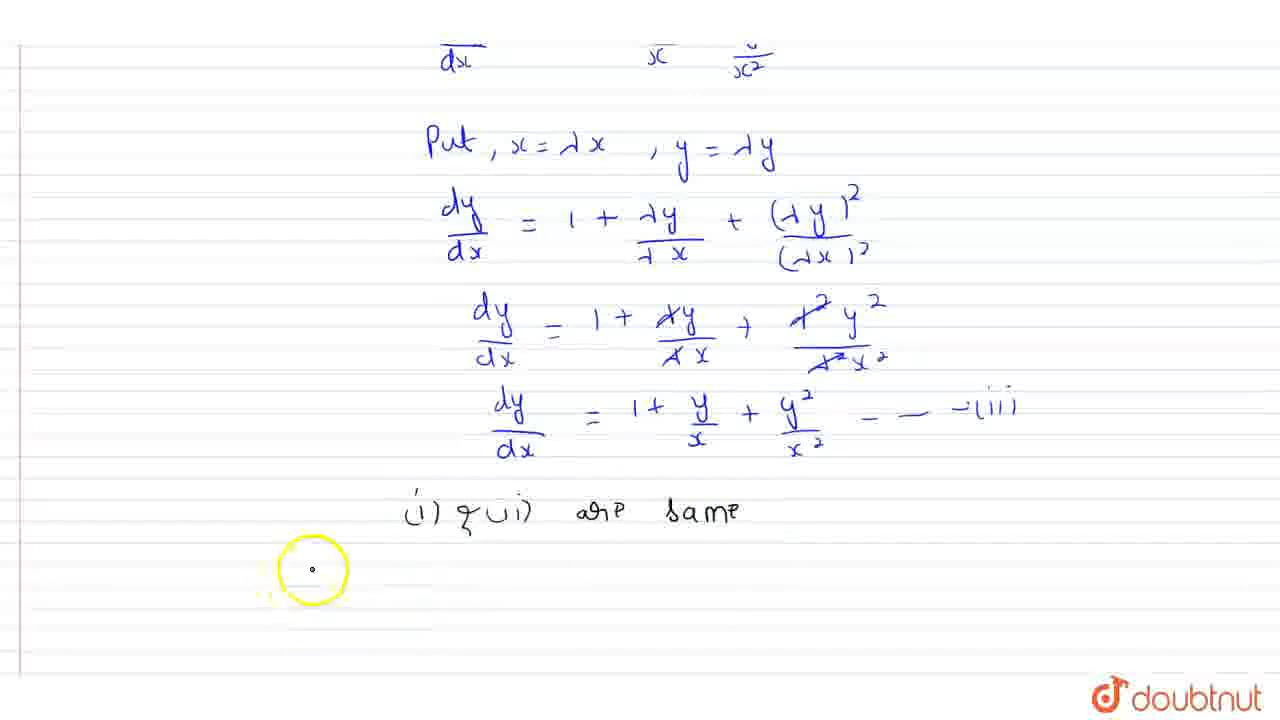 dx x x²
Put, x = λx , y = λy
dy/dx = 1 + λy/λx + (λy)²/(λx)²
dy/dx = 1 + λy/λx + λ²y²/λ²x²
dy/dx = 1 + y/x + y²/x² - - -(ii)
(i) & (ii) are same
doubtnut